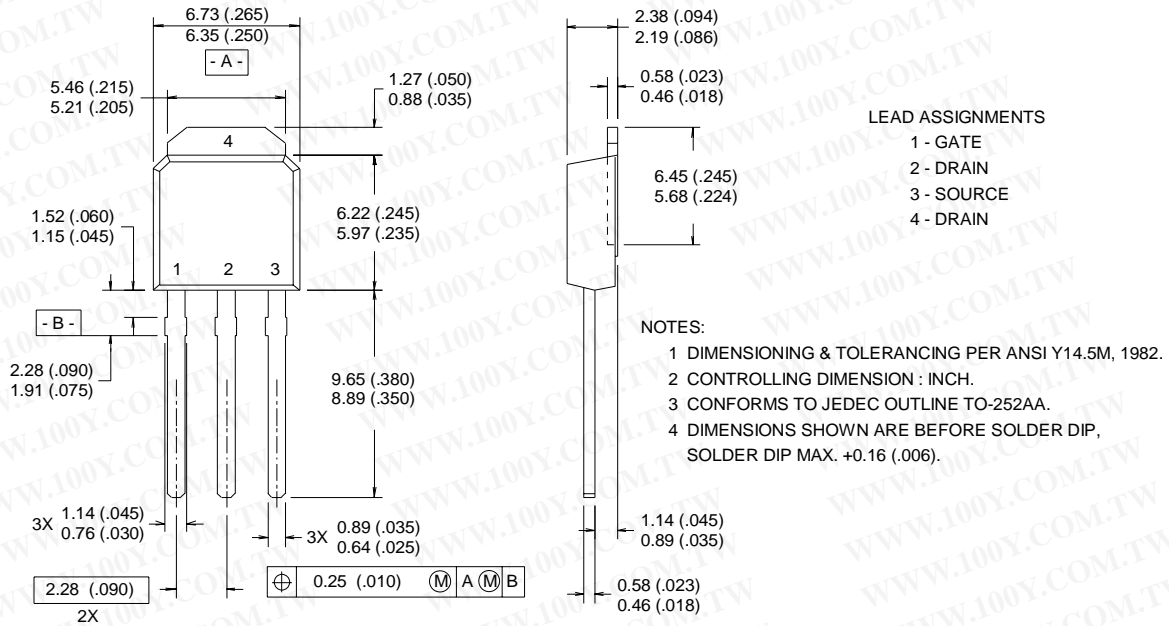 6.73 (.265)
6.35 (.250)
- A -
5.46 (.215)
5.21 (.205)
1.27 (.050)
0.88 (.035)
4
6.22 (.245)
5.97 (.235)
1.52 (.060)
1.15 (.045)
1 2 3
- B -
2.28 (.090)
1.91 (.075)
9.65 (.380)
8.89 (.350)
3X 1.14 (.045)
0.76 (.030)
3X 0.89 (.035)
0.64 (.025)
2.28 (.090)
2X
0.25 (.010) M A M B
2.38 (.094)
2.19 (.086)
0.58 (.023)
0.46 (.018)
6.45 (.245)
5.68 (.224)
1.14 (.045)
0.89 (.035)
0.58 (.023)
0.46 (.018)
LEAD ASSIGNMENTS
1 - GATE
2 - DRAIN
3 - SOURCE
4 - DRAIN
NOTES:
1 DIMENSIONING & TOLERANCING PER ANSI Y14.5M, 1982.
2 CONTROLLING DIMENSION : INCH.
3 CONFORMS TO JEDEC OUTLINE TO-252AA.
4 DIMENSIONS SHOWN ARE BEFORE SOLDER DIP,
SOLDER DIP MAX. +0.16 (.006).
WWW.100Y.COM.TW